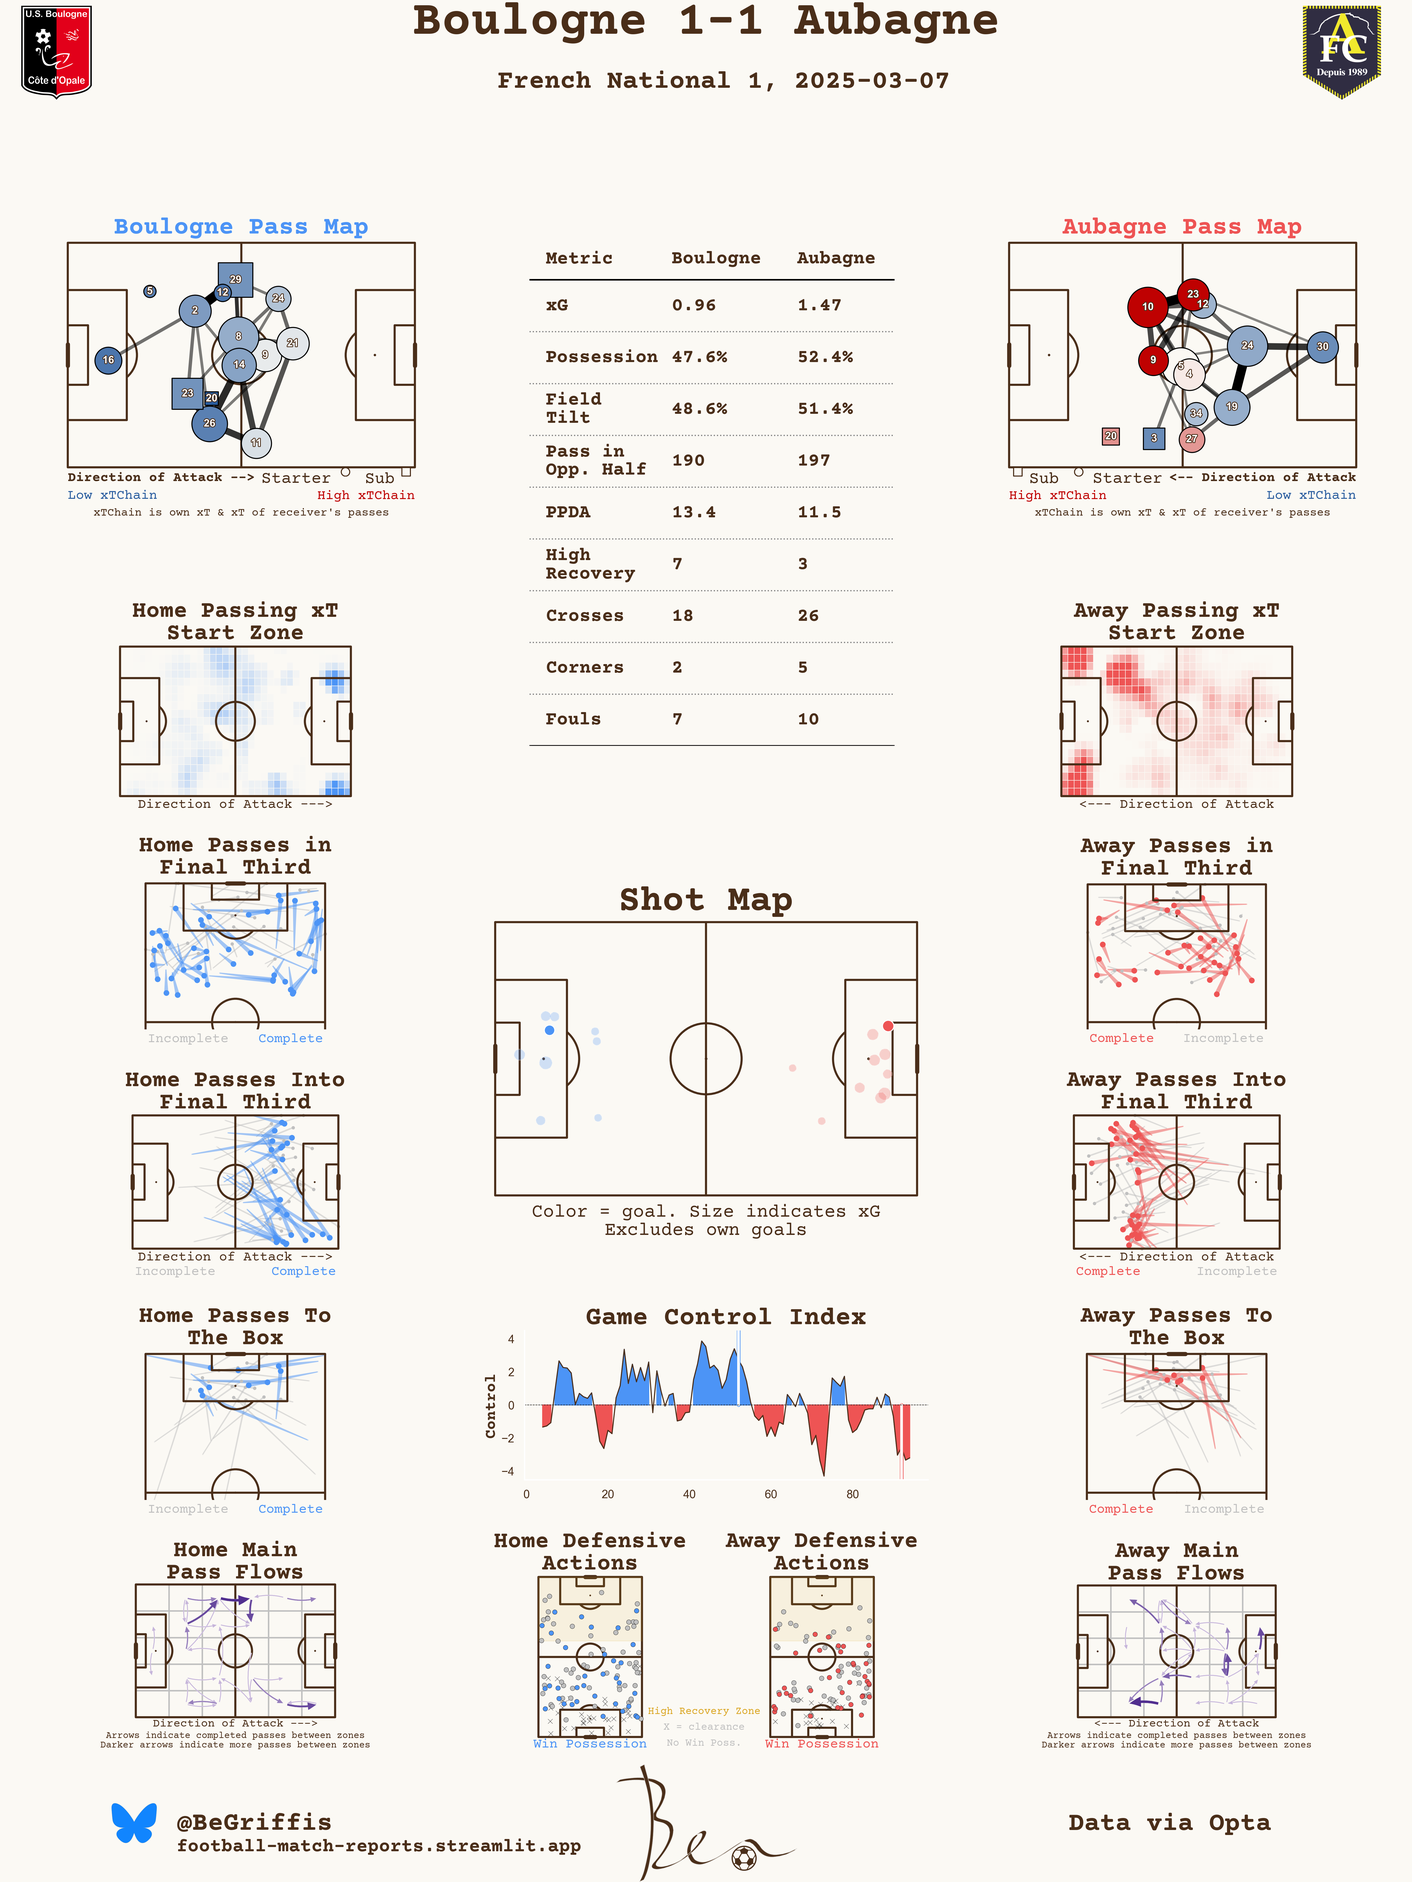 Boulogne 1-1 Aubagne
French National 1, 2025-03-07
U.S. Boulogne
Côte d'Opale
A
FC
Depuis 1989
Boulogne Pass Map
29
5
12
24
2
8
21
9
16
14
23
20
26
11
Direction of Attack --> Starter Sub
Low xTChain High xTChain
xTChain is own xT & xT of receiver's passes
Metric Boulogne Aubagne
xG 0.96 1.47
Possession 47.6% 52.4%
Field
Tilt 48.6% 51.4%
Pass in
Opp. Half 190 197
PPDA 13.4 11.5
High
Recovery 7 3
Crosses 18 26
Corners 2 5
Fouls 7 10
Aubagne Pass Map
23
10
12
24
30
9
5
4
19
34
20
3
27
Sub Starter <-- Direction of Attack
High xTChain Low xTChain
xTChain is own xT & xT of receiver's passes
Home Passing xT
Start Zone
Direction of Attack --->
Away Passing xT
Start Zone
<--- Direction of Attack
Home Passes in
Final Third
Incomplete Complete
Away Passes in
Final Third
Complete Incomplete
Shot Map
Color = goal. Size indicates xG
Excludes own goals
Home Passes Into
Final Third
Direction of Attack --->
Incomplete Complete
Away Passes Into
Final Third
<--- Direction of Attack
Complete Incomplete
Home Passes To
The Box
Incomplete Complete
Game Control Index
Control
4
2
0
−2
−4
0 20 40 60 80
Away Passes To
The Box
Complete Incomplete
Home Main
Pass Flows
Direction of Attack --->
Arrows indicate completed passes between zones
Darker arrows indicate more passes between zones
Home Defensive
Actions
Win Possession
High Recovery Zone
X = clearance
No Win Poss.
Away Defensive
Actions
Win Possession
Away Main
Pass Flows
<--- Direction of Attack
Arrows indicate completed passes between zones
Darker arrows indicate more passes between zones
@BeGriffis
football-match-reports.streamlit.app
Ben
Data via Opta